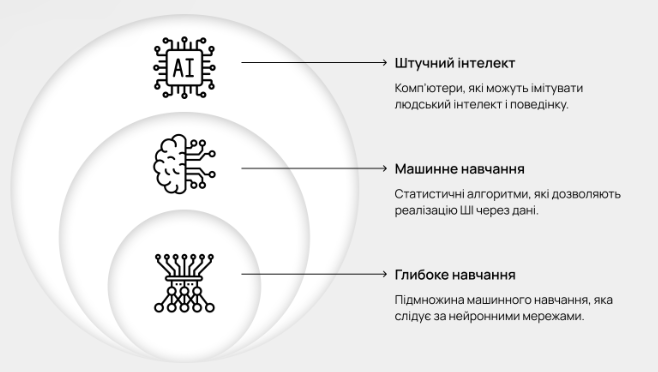 AI
Штучний інтелект
Комп'ютери, які можуть імітувати
людський інтелект і поведінку.
Машинне навчання
Статистичні алгоритми, які дозволяють
реалізацію ШІ через дані.
Глибоке навчання
Підмножина машинного навчання, яка
слідує за нейронними мережами.